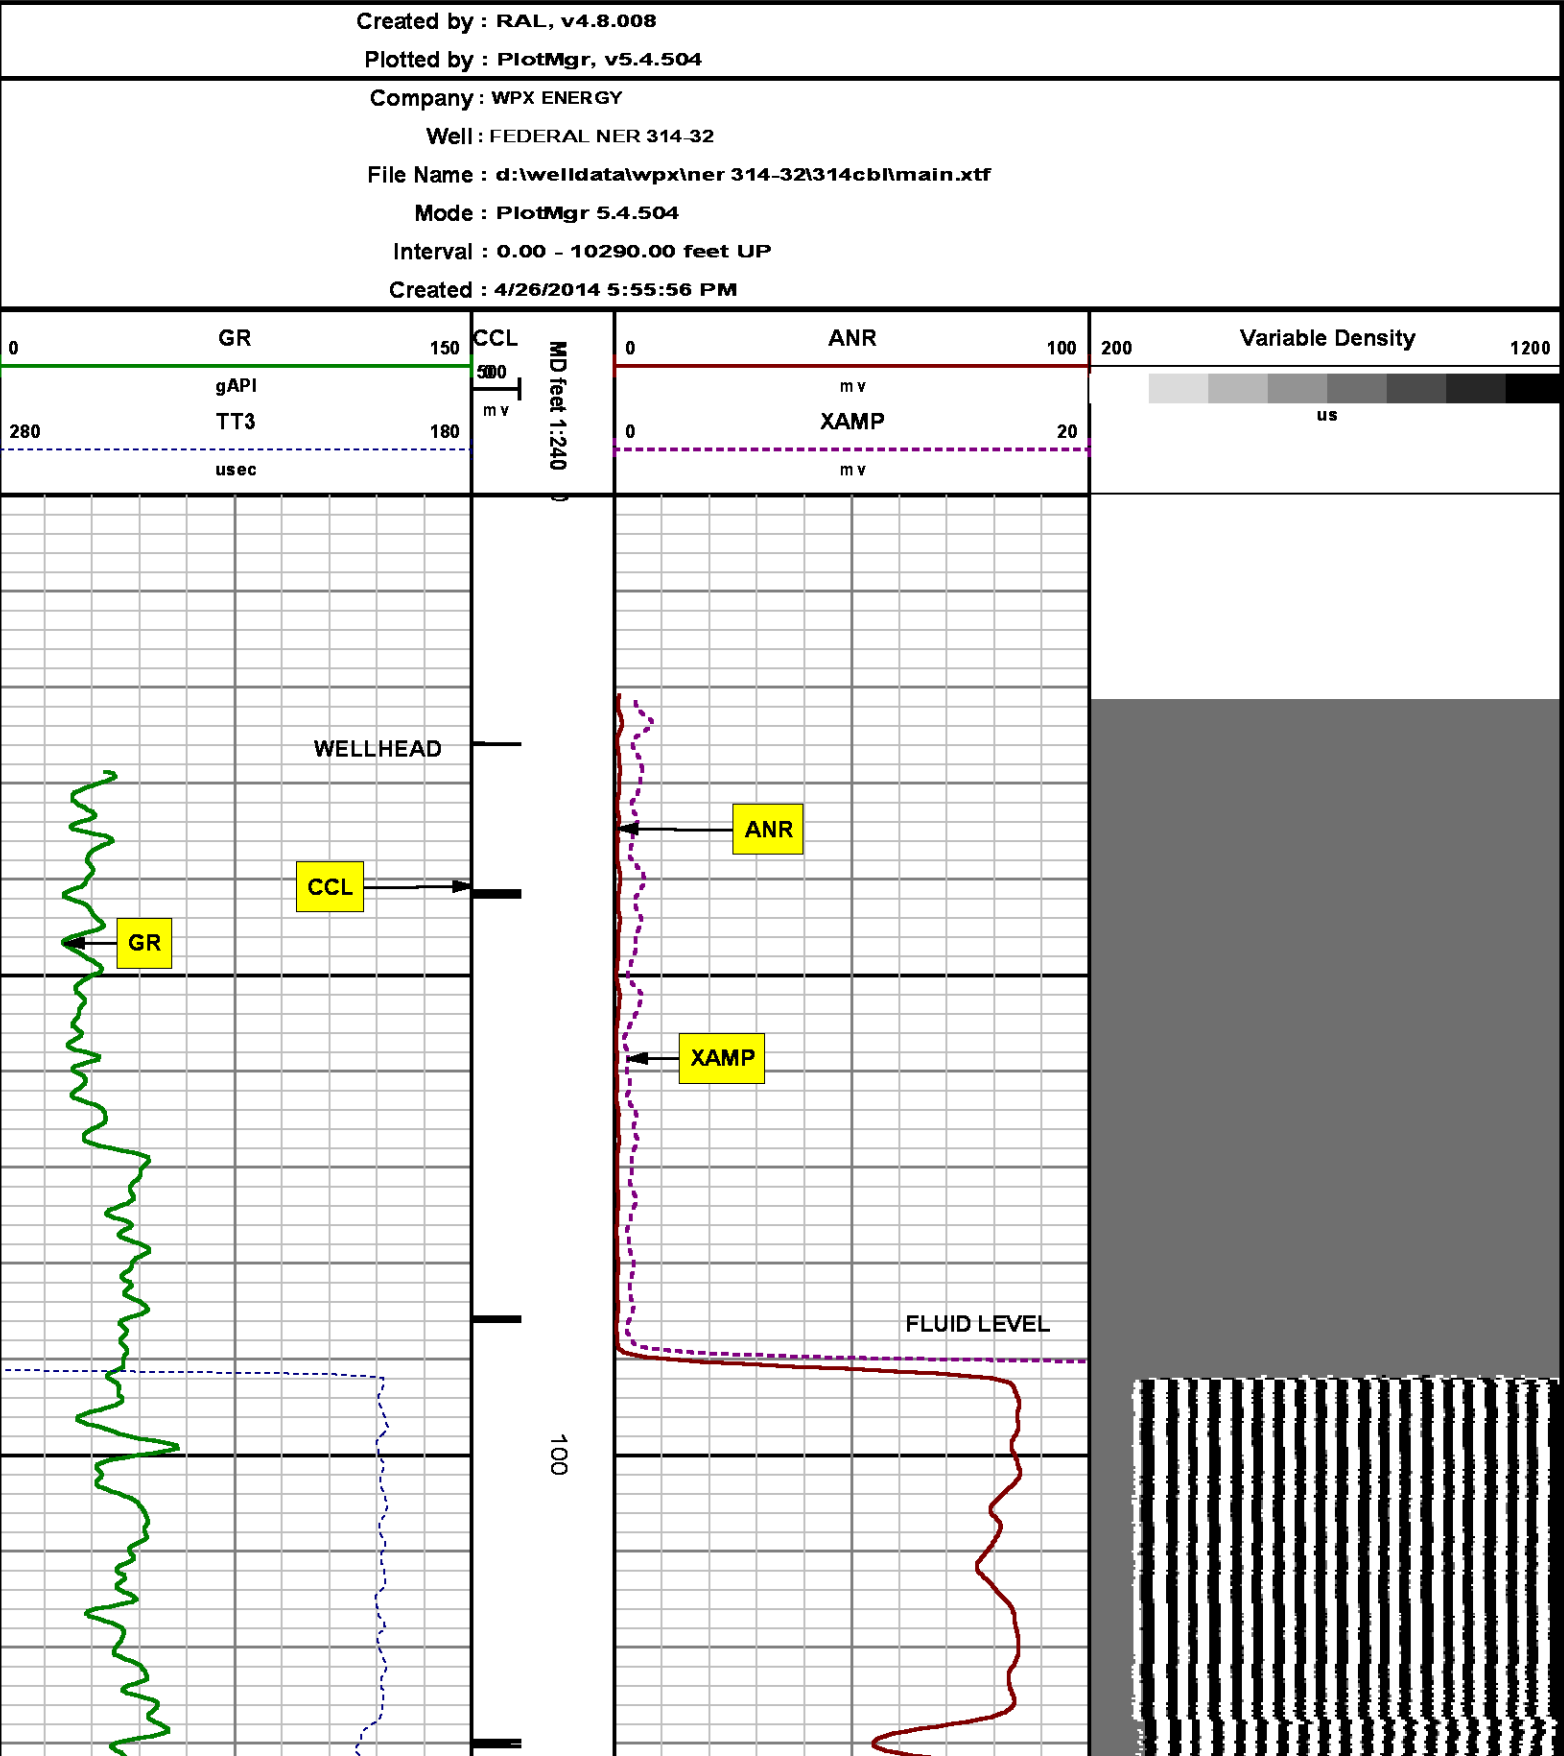 Created by : RAL, v4.8.008
Plotted by : PlotMgr, v5.4.504
Company : WPX ENERGY
Well : FEDERAL NER 314-32
File Name : d:\welldata\wpx\ner 314-32\314cbl\main.xtf
Mode : PlotMgr 5.4.504
Interval : 0.00 - 10290.00 feet UP
Created : 4/26/2014 5:55:56 PM
0 GR 150
gAPI
280 TT3 180
usec
CCL
mv
MD feet 1:240
0 ANR 100
mv
0 XAMP 20
mv
200 Variable Density 1200
us
WELLHEAD
ANR
CCL
GR
XAMP
FLUID LEVEL
100